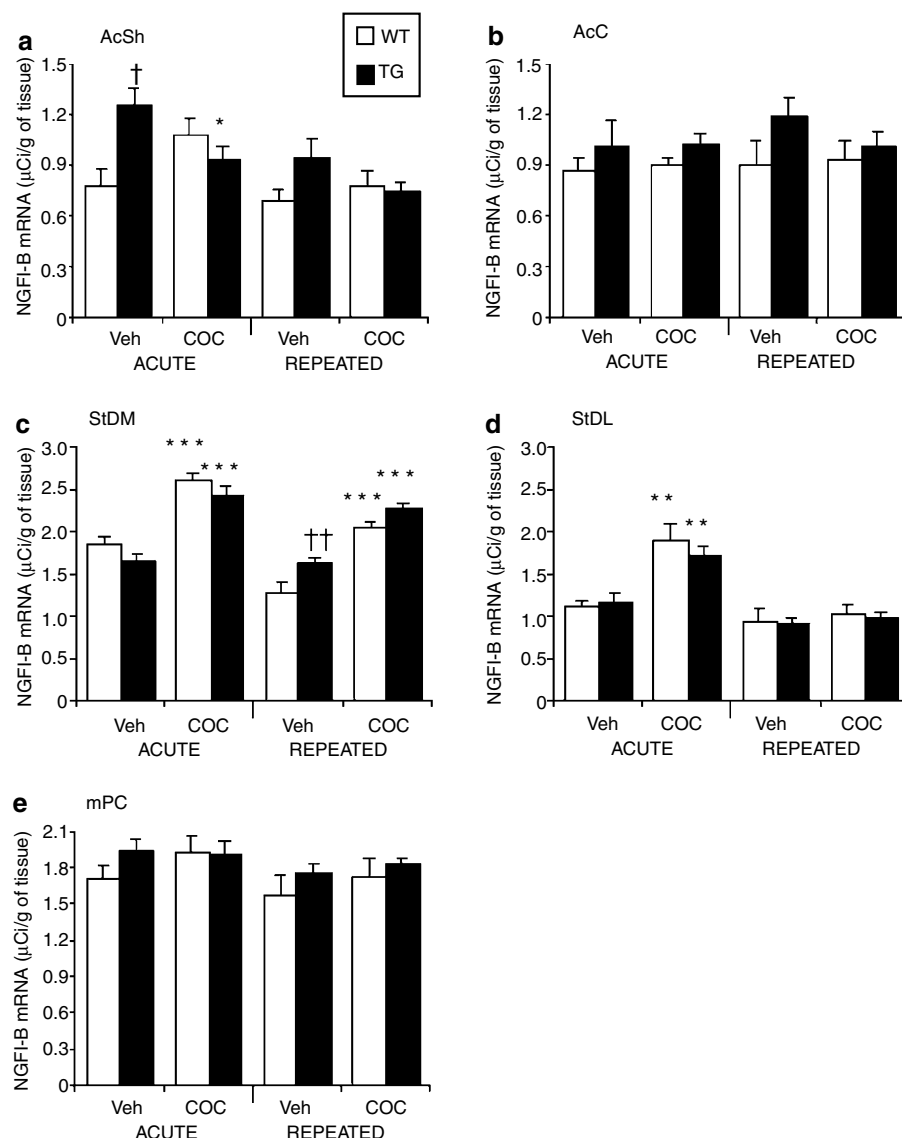 a AcSh
WT
TG
NGFI-B mRNA (μCi/g of tissue)
1.5
1.2
0.9
0.6
0.3
0
†
*
Veh COC Veh COC
ACUTE REPEATED
b AcC
NGFI-B mRNA (μCi/g of tissue)
1.5
1.2
0.9
0.6
0.3
0
Veh COC Veh COC
ACUTE REPEATED
c StDM
NGFI-B mRNA (μCi/g of tissue)
3.0
2.5
2.0
1.5
1.0
0.5
0
* * *
* * *
††
* * *
* * *
Veh COC Veh COC
ACUTE REPEATED
d StDL
NGFI-B mRNA (μCi/g of tissue)
3.0
2.5
2.0
1.5
1.0
0.5
0
* *
* *
Veh COC Veh COC
ACUTE REPEATED
e mPC
NGFI-B mRNA (μCi/g of tissue)
2.1
1.8
1.5
1.2
0.9
0.6
0.3
0
Veh COC Veh COC
ACUTE REPEATED